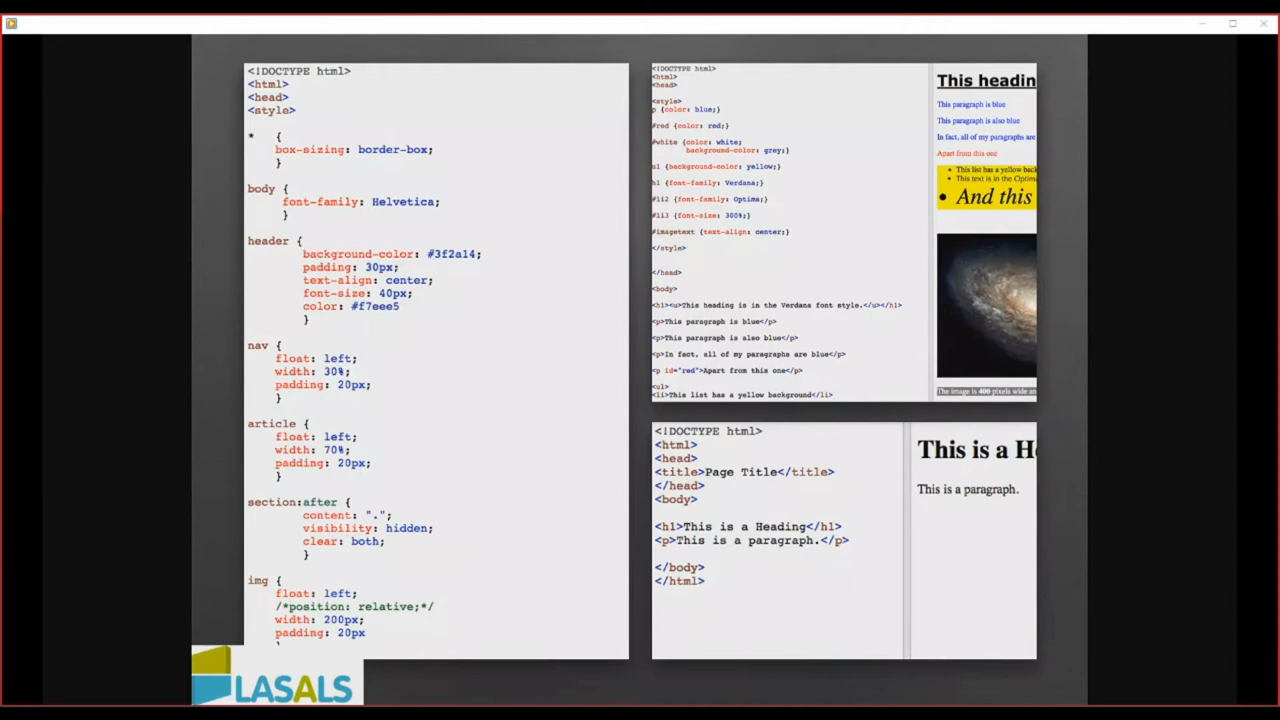 <!DOCTYPE html>
<html>
<head>
<style>
* {
box-sizing: border-box;
}
body {
font-family: Helvetica;
}
header {
background-color: #3f2a14;
padding: 30px;
text-align: center;
font-size: 40px;
color: #f7eee5
}
nav {
float: left;
width: 30%;
padding: 20px;
}
article {
float: left;
width: 70%;
padding: 20px;
}
section:after {
content: ".";
visibility: hidden;
clear: both;
}
img {
float: left;
/*position: relative;*/
width: 200px;
padding: 20px
LASALS
<!DOCTYPE html>
<html>
<head>
<style>
p {color: blue;}
#red {color: red;}
#white {color: white;
background-color: grey;}
ul {background-color: yellow;}
h1 {font-family: Verdana;}
#li2 {font-family: Optima;}
#li3 {font-size: 300%;}
#imagetext {text-align: center;}
</style>
</head>
<body>
<h1><u>This heading is in the Verdana font style.</u></h1>
<p>This paragraph is blue</p>
<p>This paragraph is also blue</p>
<p>In fact, all of my paragraphs are blue</p>
<p id="red">Apart from this one</p>
<ul>
<li>This list has a yellow background</li>
This headin
This paragraph is blue
This paragraph is also blue
In fact, all of my paragraphs are
Apart from this one
• This list has a yellow back
• This text is in the Optim
• And this
The image is 400 pixels wide an
<!DOCTYPE html>
<html>
<head>
<title>Page Title</title>
</head>
<body>
<h1>This is a Heading</h1>
<p>This is a paragraph.</p>
</body>
</html>
This is a H
This is a paragraph.